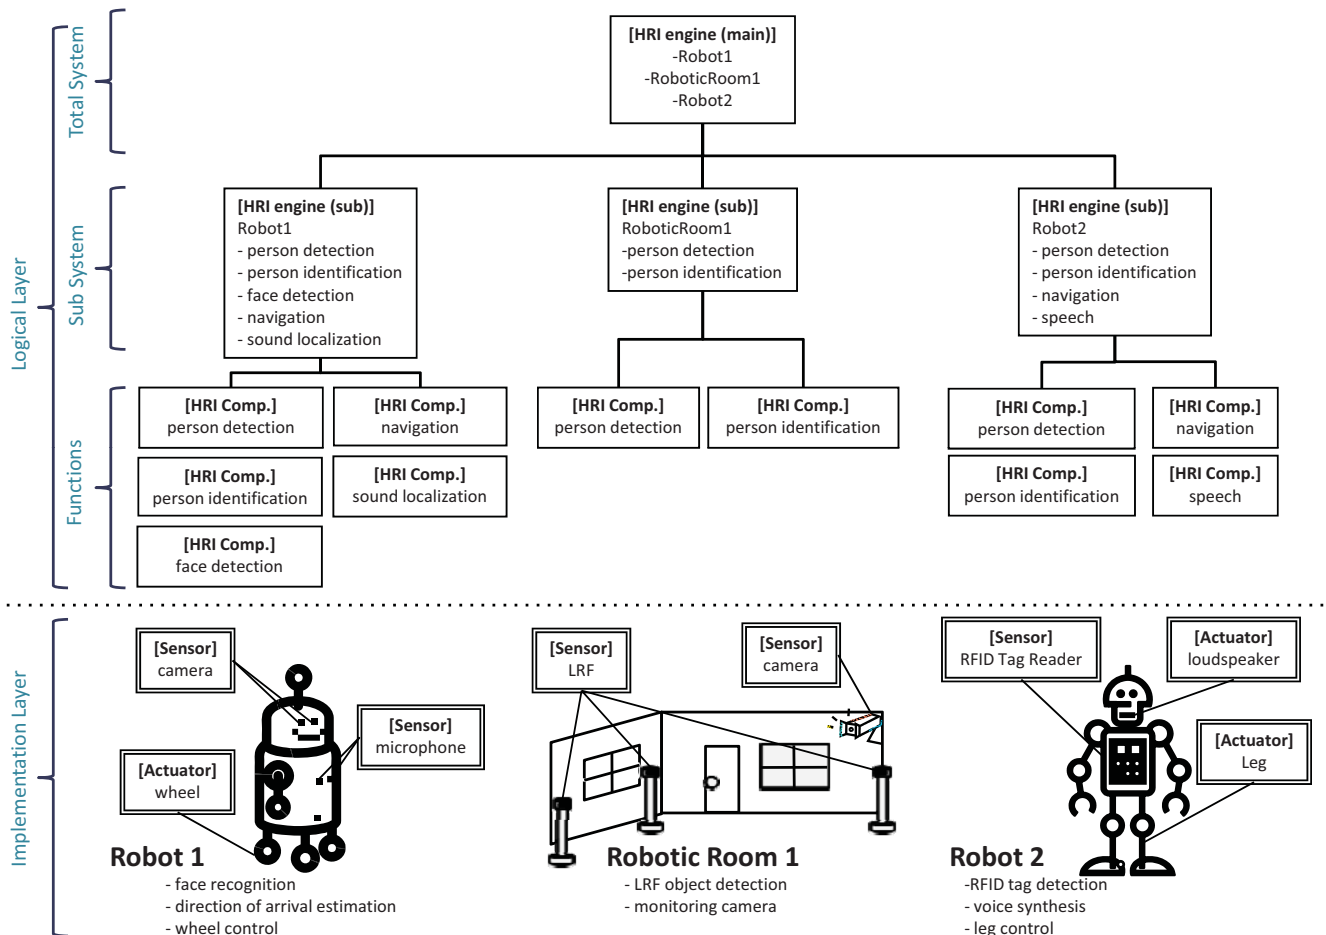 Logical Layer
Total System
[HRI engine (main)]
-Robot1
-RoboticRoom1
-Robot2
Sub System
[HRI engine (sub)]
Robot1
- person detection
- person identification
- face detection
- navigation
- sound localization
[HRI engine (sub)]
RoboticRoom1
-person detection
-person identification
[HRI engine (sub)]
Robot2
- person detection
- person identification
- navigation
- speech
Functions
[HRI Comp.]
person detection
[HRI Comp.]
navigation
[HRI Comp.]
person identification
[HRI Comp.]
sound localization
[HRI Comp.]
face detection
[HRI Comp.]
person detection
[HRI Comp.]
person identification
[HRI Comp.]
person detection
[HRI Comp.]
navigation
[HRI Comp.]
person identification
[HRI Comp.]
speech
Implementation Layer
[Sensor]
camera
[Sensor]
microphone
[Actuator]
wheel
Robot 1
- face recognition
- direction of arrival estimation
- wheel control
[Sensor]
LRF
[Sensor]
camera
Robotic Room 1
- LRF object detection
- monitoring camera
[Sensor]
RFID Tag Reader
[Actuator]
loudspeaker
[Actuator]
Leg
Robot 2
-RFID tag detection
- voice synthesis
- leg control